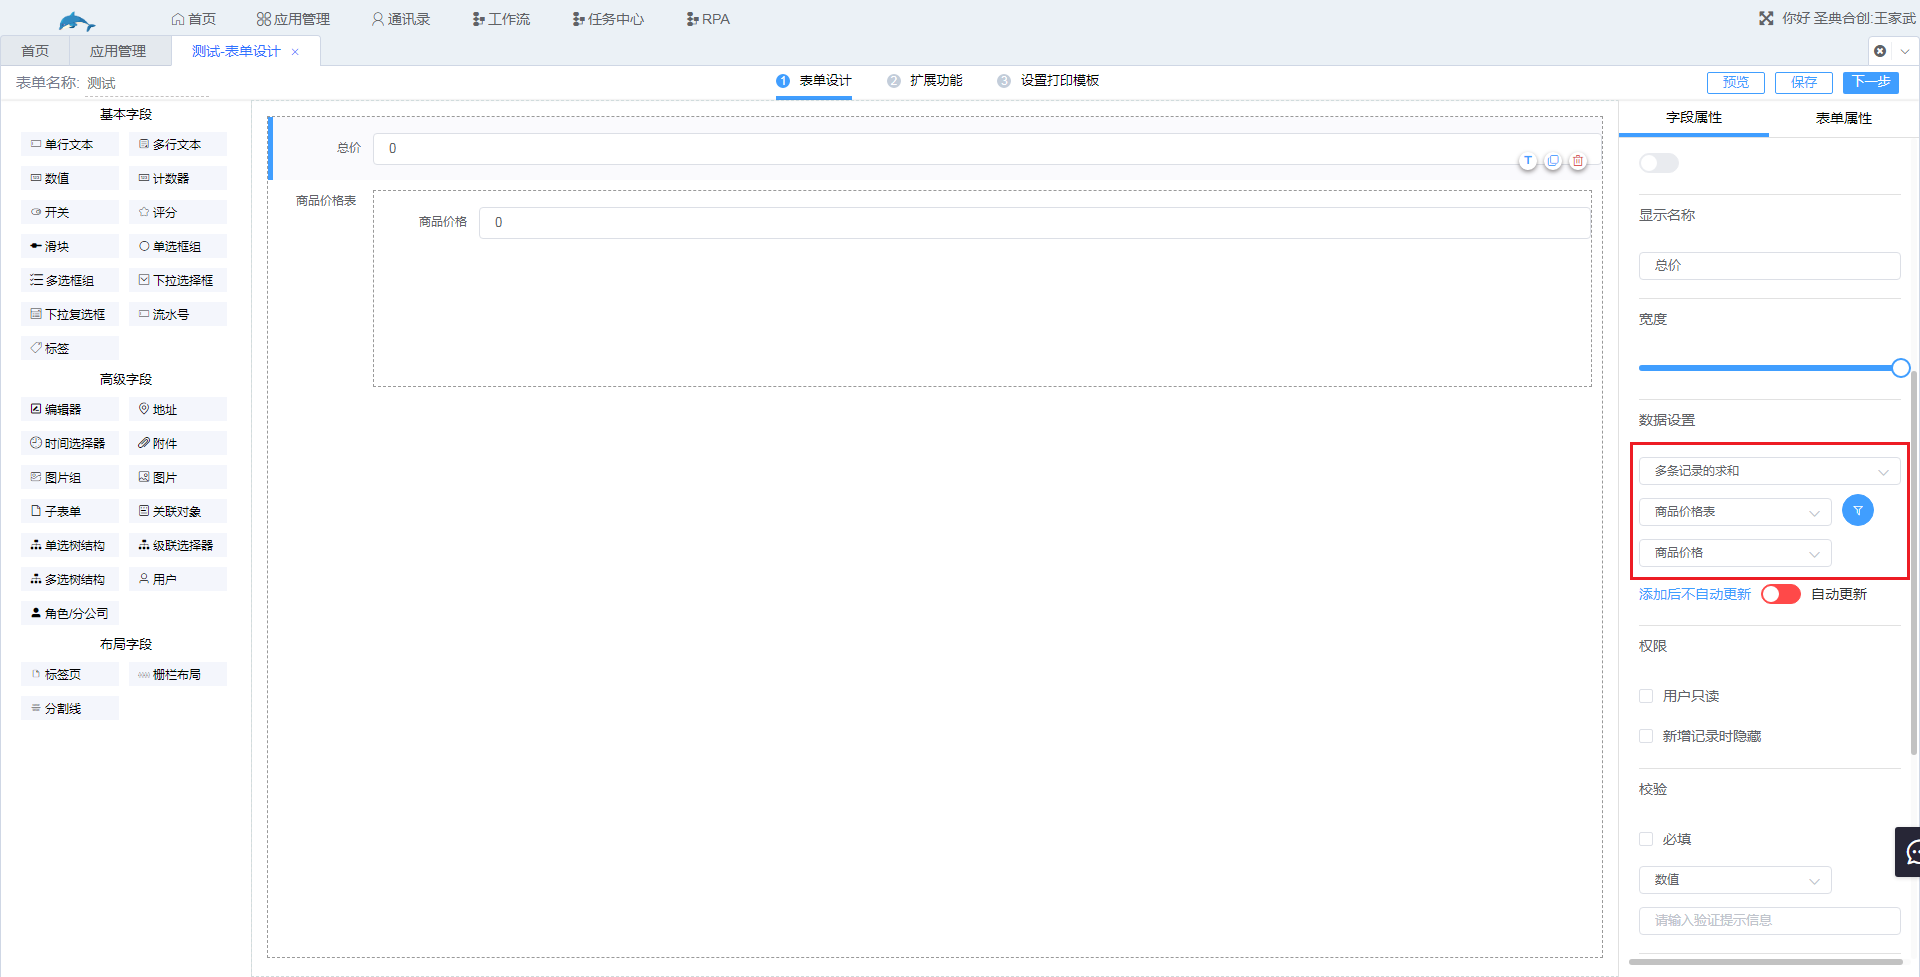 首页 应用管理 通讯录 工作流 任务中心 RPA 你好 圣典合创:王家武
首页 应用管理 测试-表单设计 ×
表单名称: 测试 1 表单设计 2 扩展功能 3 设置打印模板 预览 保存 下一步
基本字段
单行文本 多行文本
数值 计数器
开关 评分
滑块 单选框组
多选框组 下拉选择框
下拉复选框 流水号
标签
高级字段
编辑器 地址
时间选择器 附件
图片组 图片
子表单 关联对象
单选树结构 级联选择器
多选树结构 用户
角色/分公司
布局字段
标签页 栅栏布局
分割线
总价 0
T
商品价格表
商品价格 0
字段属性 表单属性
显示名称
总价
宽度
数据设置
多条记录的求和
商品价格表
商品价格
添加后不自动更新 自动更新
权限
用户只读
新增记录时隐藏
校验
必填
数值
请输入验证提示信息